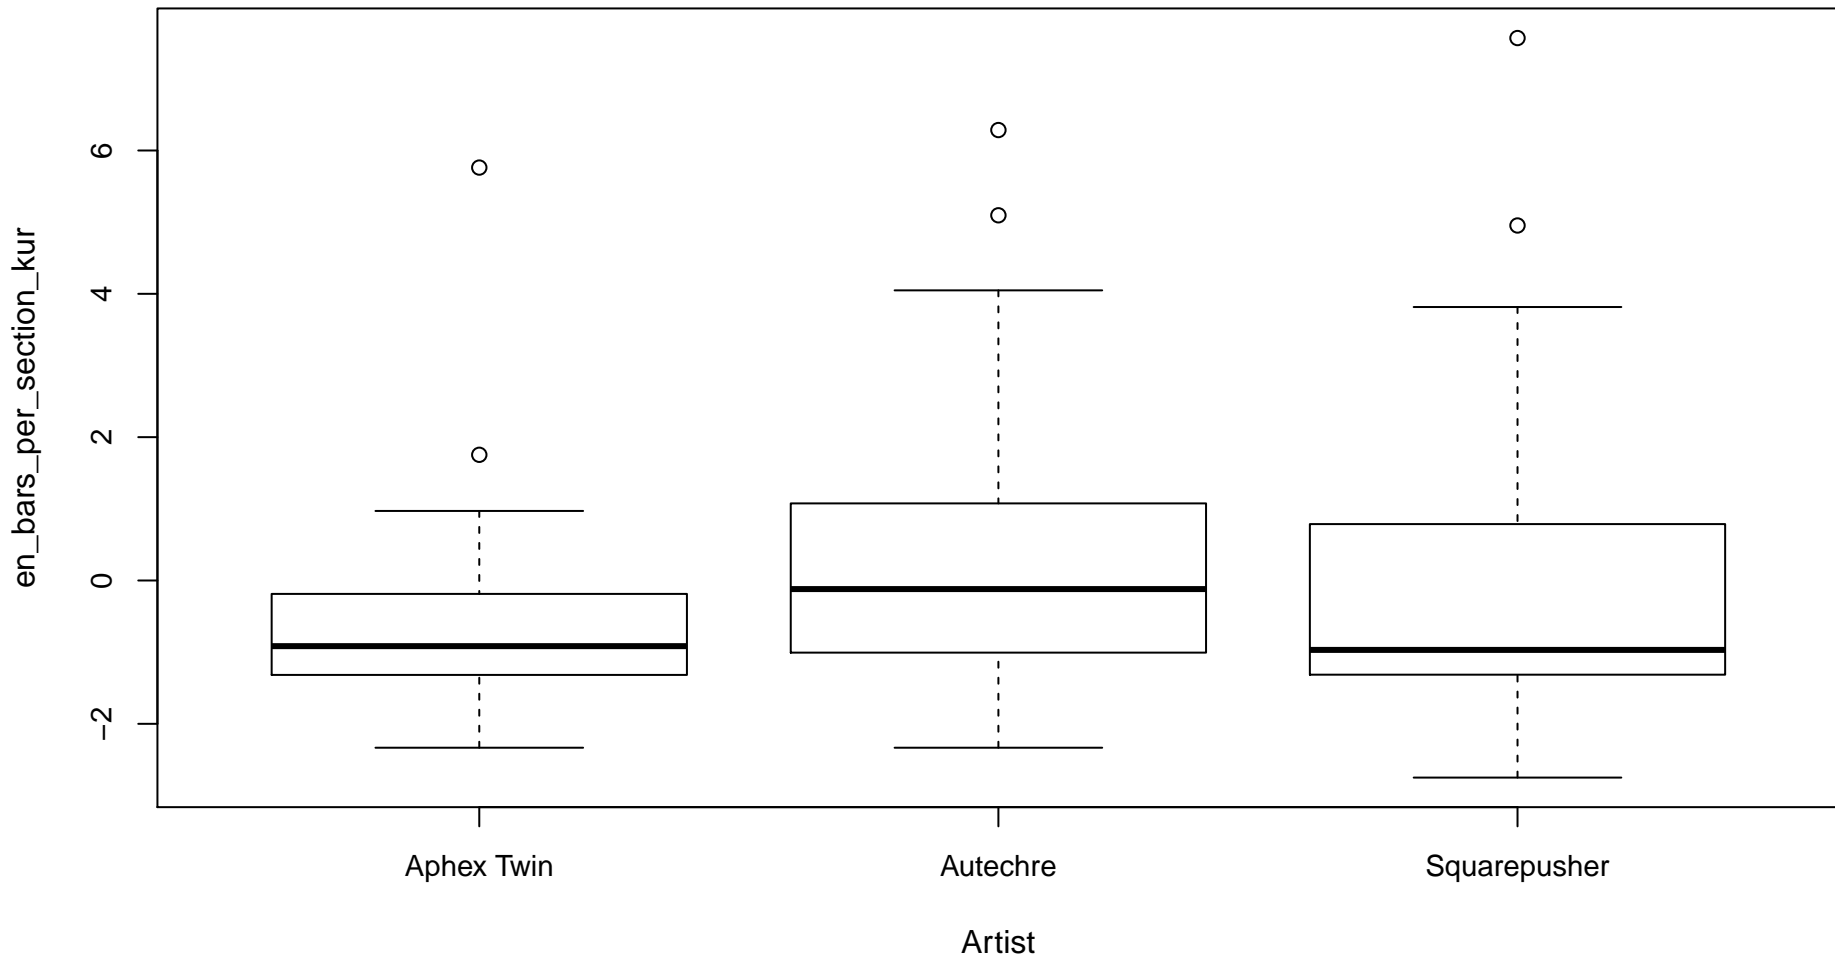 en_bars_per_section_kur
6
4
2
0
−2
Aphex Twin Autechre Squarepusher
Artist